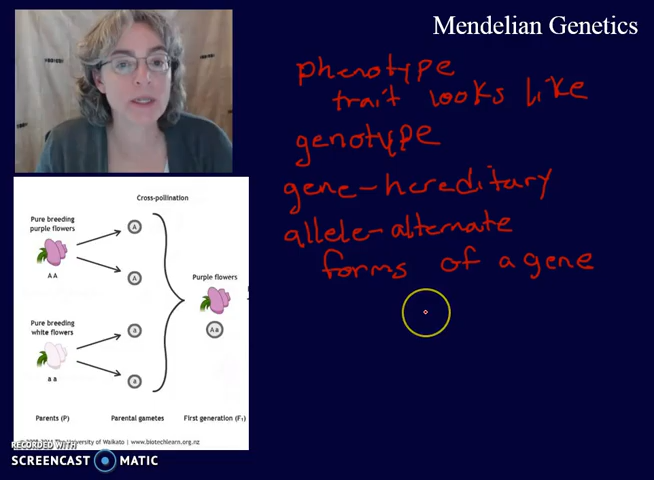 Mendelian Genetics
phenotype
trait looks like
genotype
gene-hereditary
allele-alternate
forms of a gene
Cross-pollination
Pure breeding
purple flowers
A A
A
A
Purple flowers
Aa
Pure breeding
white flowers
a a
a
a
Parents (P)
Parental gametes
First generation (F₁)
The University of Waikato | www.biotechlearn.org.nz
RECORDED WITH
SCREENCAST MATIC